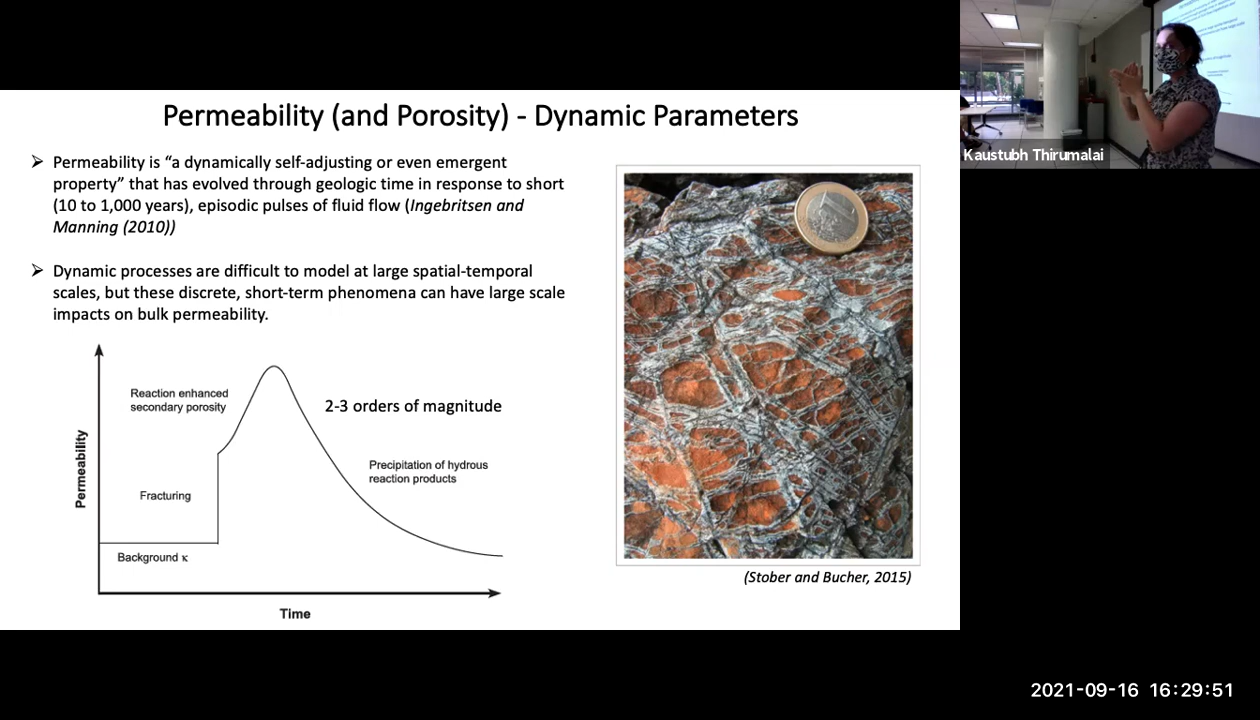 Permeability (and Porosity) - Dynamic Parameters
➢ Permeability is “a dynamically self-adjusting or even emergent
property” that has evolved through geologic time in response to short
(10 to 1,000 years), episodic pulses of fluid flow (Ingebritsen and
Manning (2010))
➢ Dynamic processes are difficult to model at large spatial-temporal
scales, but these discrete, short-term phenomena can have large scale
impacts on bulk permeability.
Reaction enhanced
secondary porosity
2-3 orders of magnitude
Precipitation of hydrous
reaction products
Fracturing
Background κ
Permeability
Time
(Stober and Bucher, 2015)
Kaustubh Thirumalai
2021-09-16 16:29:51